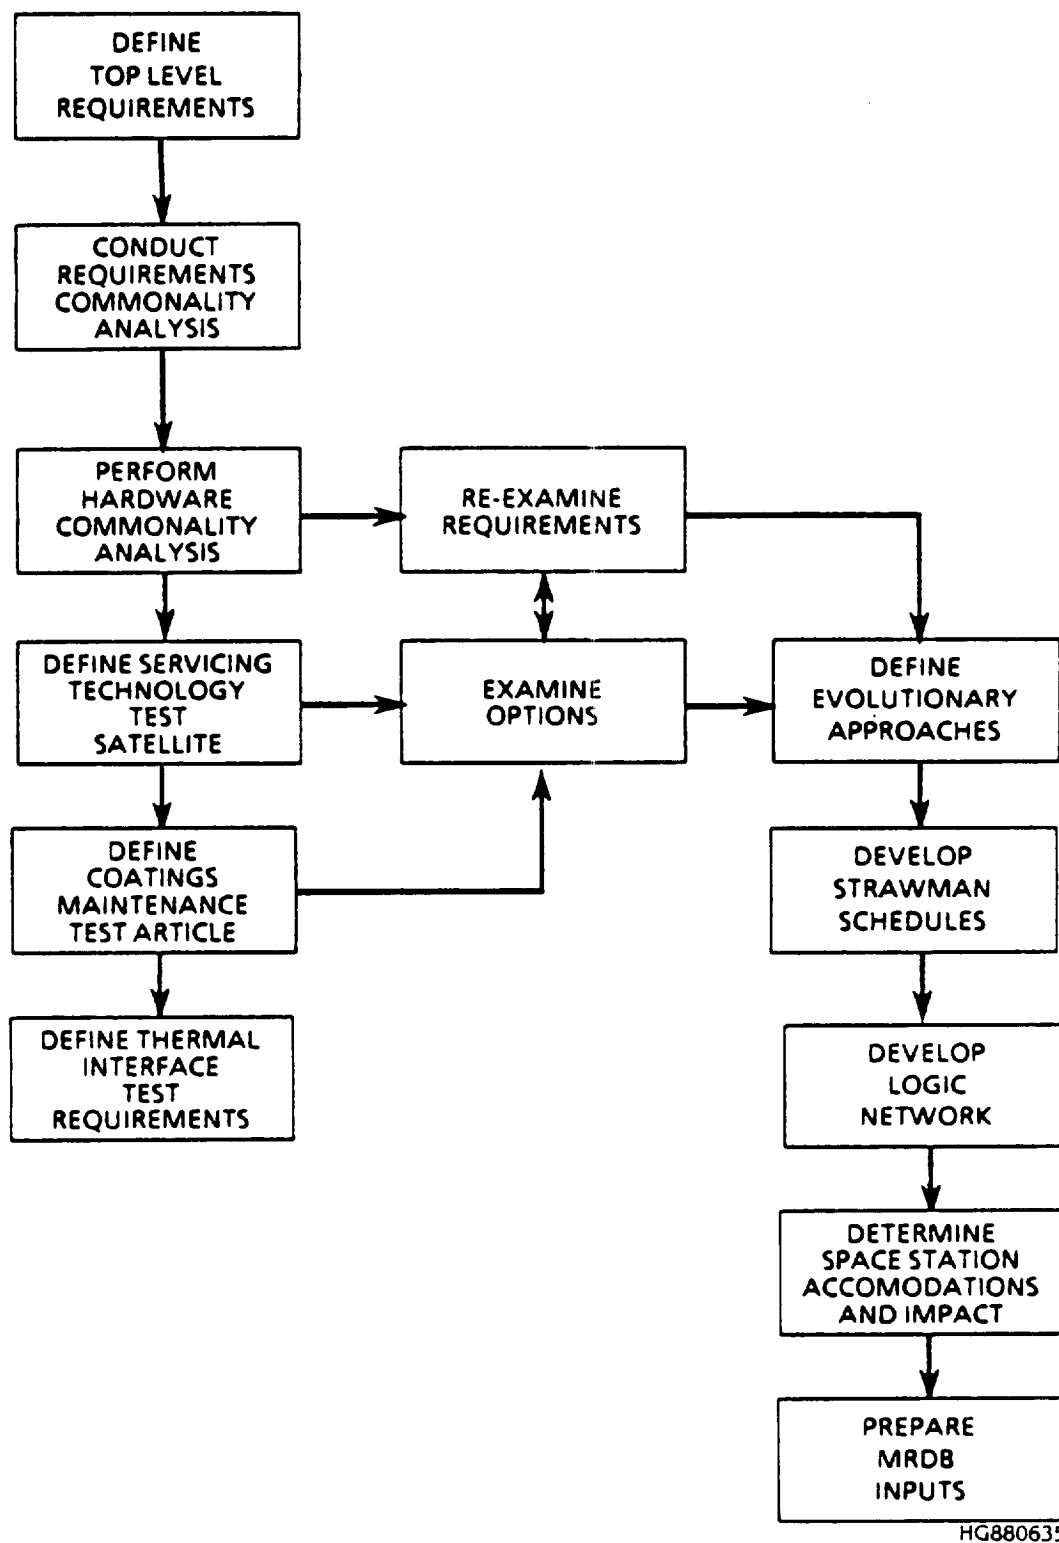 DEFINE
TOP LEVEL
REQUIREMENTS
CONDUCT
REQUIREMENTS
COMMONALITY
ANALYSIS
PERFORM
HARDWARE
COMMONALITY
ANALYSIS
RE-EXAMINE
REQUIREMENTS
DEFINE SERVICING
TECHNOLOGY
TEST
SATELLITE
EXAMINE
OPTIONS
DEFINE
EVOLUTIONARY
APPROACHES
DEFINE
COATINGS
MAINTENANCE
TEST ARTICLE
DEVELOP
STRAWMAN
SCHEDULES
DEFINE THERMAL
INTERFACE
TEST
REQUIREMENTS
DEVELOP
LOGIC
NETWORK
DETERMINE
SPACE STATION
ACCOMODATIONS
AND IMPACT
PREPARE
MRDB
INPUTS
HG880635